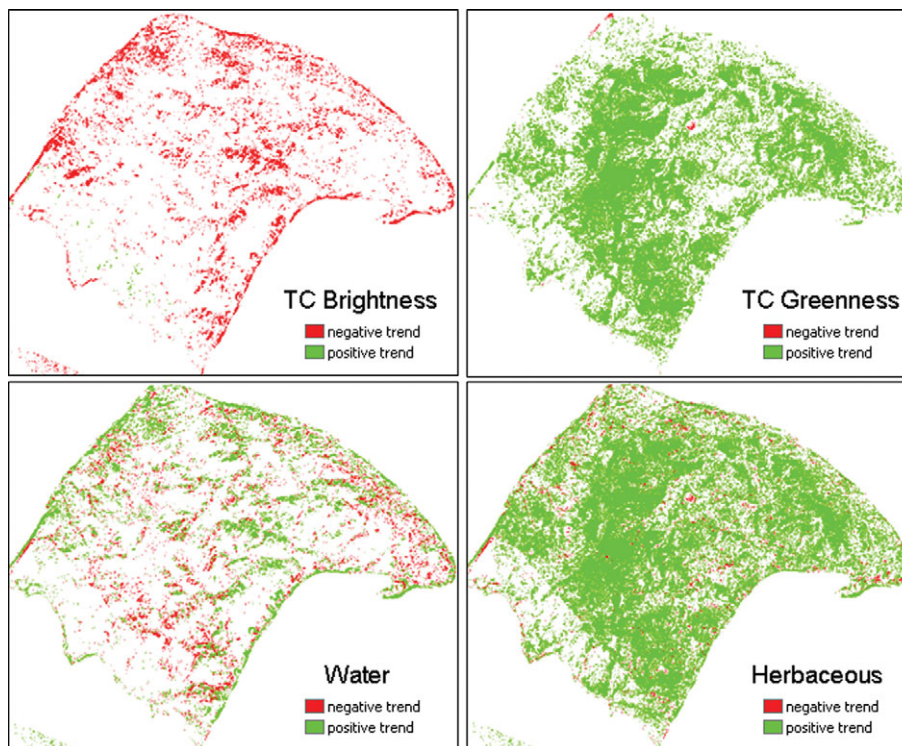 TC Brightness
negative trend
positive trend
TC Greenness
negative trend
positive trend
Water
negative trend
positive trend
Herbaceous
negative trend
positive trend